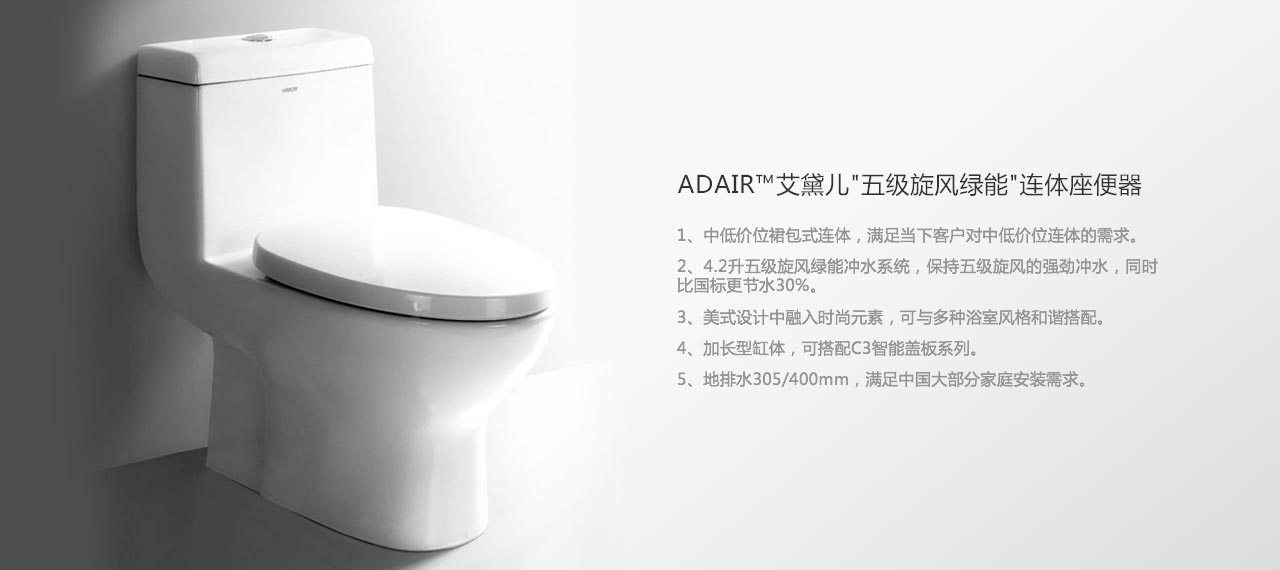 ADAIR™艾黛儿"五级旋风绿能"连体座便器
1、中低价位裙包式连体，满足当下客户对中低价位连体的需求。
2、4.2升五级旋风绿能冲水系统，保持五级旋风的强劲冲水，同时
比国标更节水30%。
3、美式设计中融入时尚元素，可与多种浴室风格和谐搭配。
4、加长型缸体，可搭配C3智能盖板系列。
5、地排水305/400mm，满足中国大部分家庭安装需求。